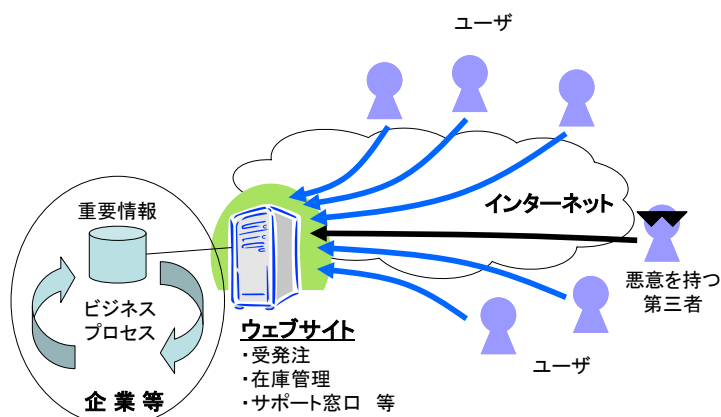 ユーザ
重要情報
インターネット
悪意を持つ
第三者
ビジネス
プロセス
ウェブサイト
・受発注
・在庫管理
・サポート窓口　等
ユーザ
企 業 等